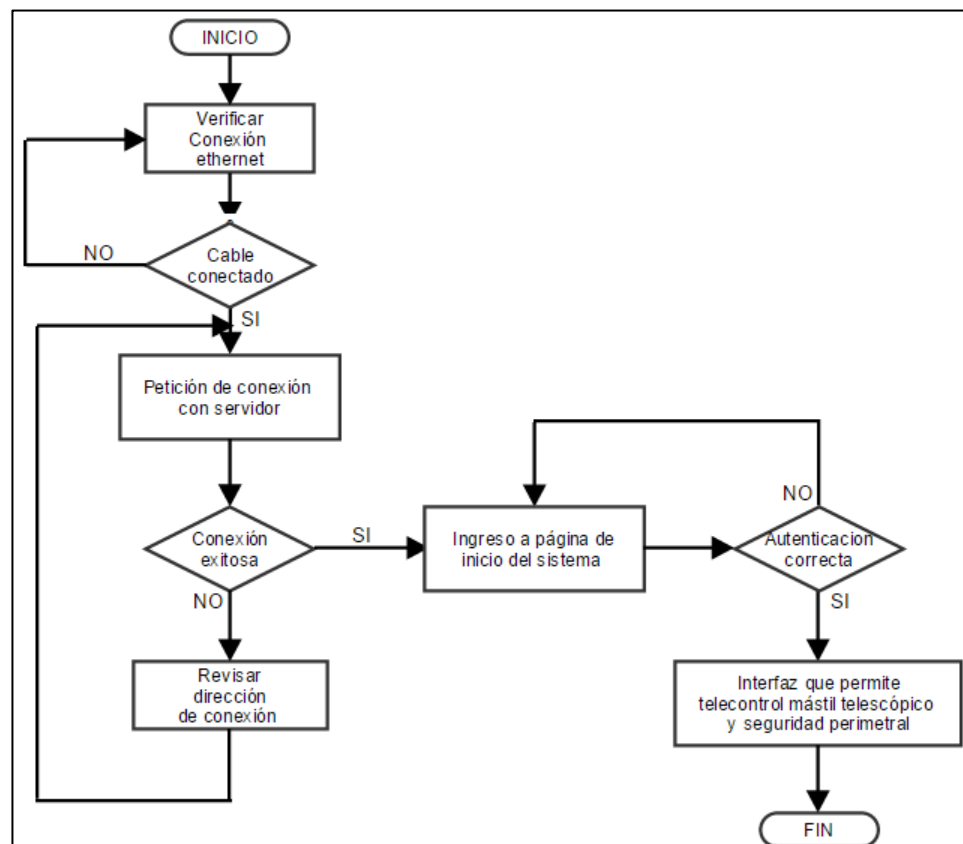 INICIO
Verificar
Conexión
ethernet
Cable
conectado
NO
SI
Petición de conexión
con servidor
Conexión
exitosa
SI
NO
Revisar
dirección
de conexión
Ingreso a página de
inicio del sistema
Autenticacion
correcta
NO
SI
Interfaz que permite
telecontrol mástil telescópico
y seguridad perimetral
FIN